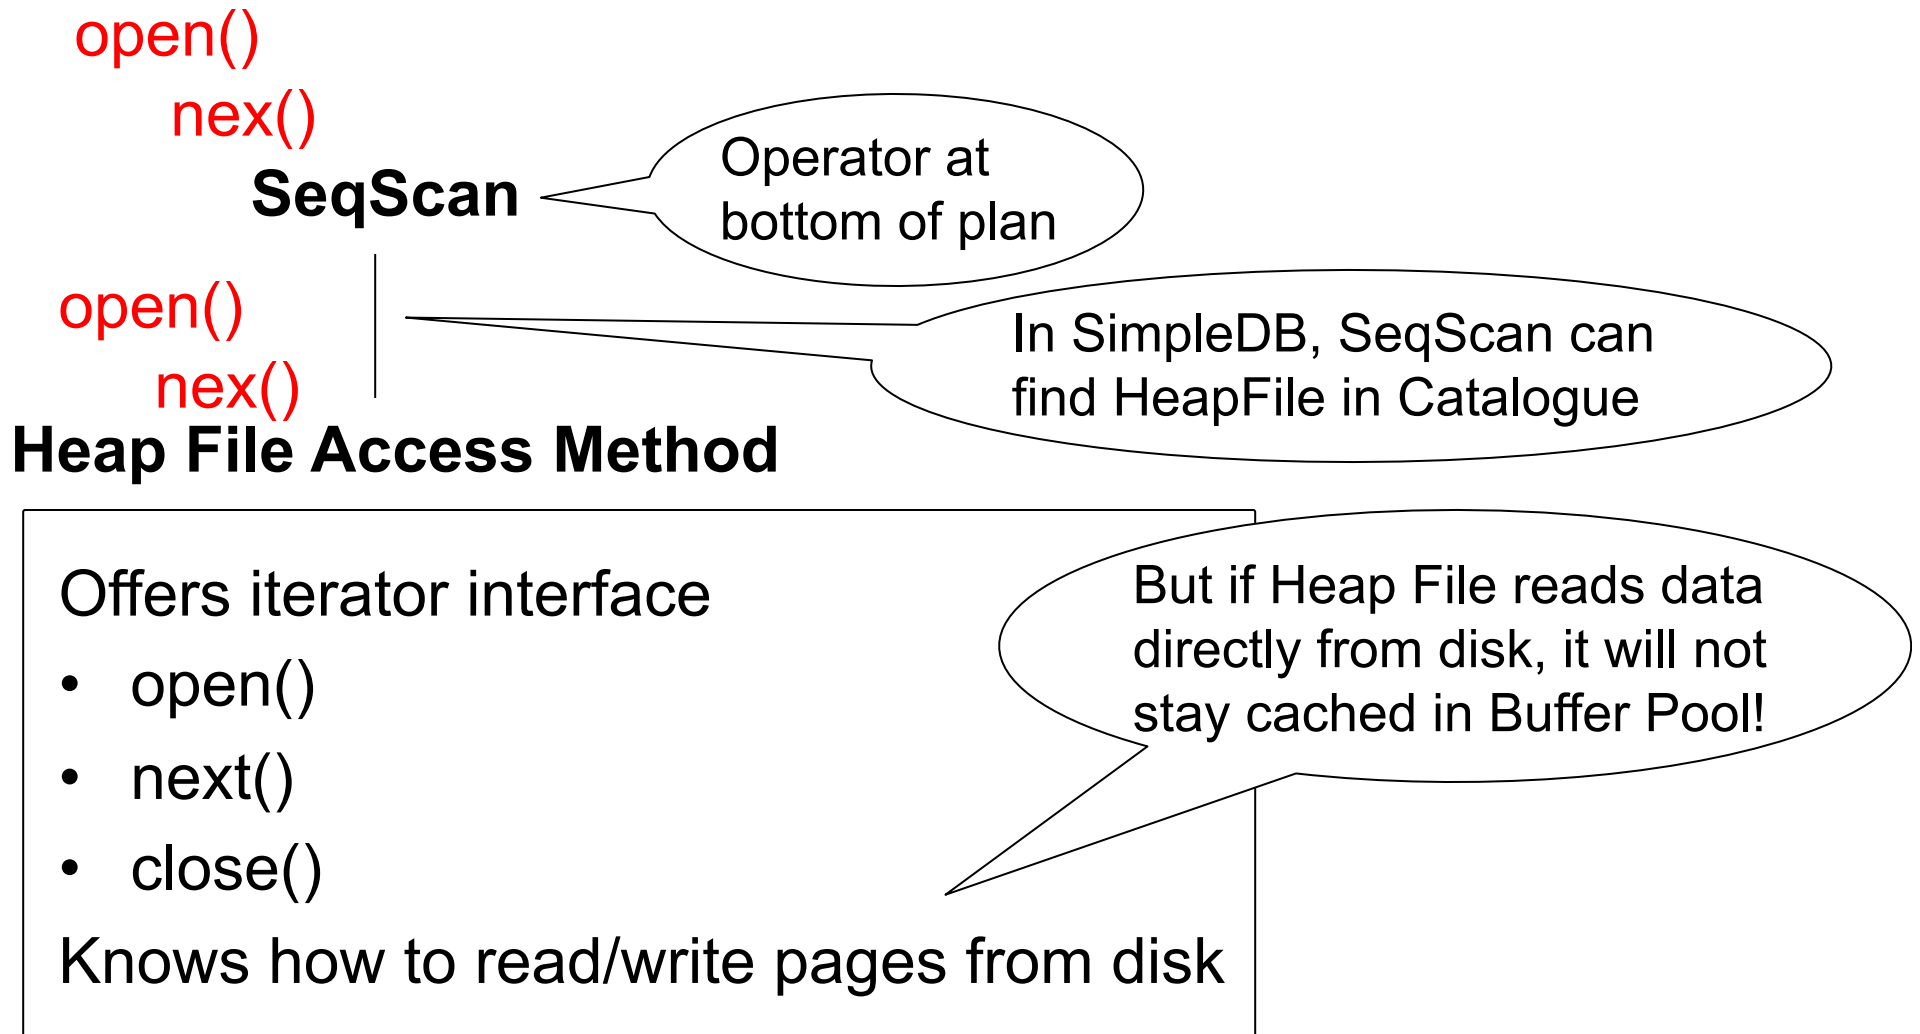 open()
nex()
SeqScan
Operator at
bottom of plan
open()
nex()
In SimpleDB, SeqScan can
find HeapFile in Catalogue
Heap File Access Method
Offers iterator interface
• open()
• next()
• close()
Knows how to read/write pages from disk
But if Heap File reads data
directly from disk, it will not
stay cached in Buffer Pool!